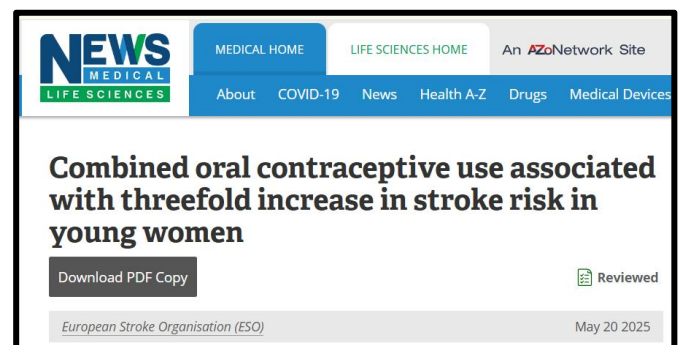 NEWS
MEDICAL
LIFE SCIENCES
MEDICAL HOME
LIFE SCIENCES HOME
An AZoNetwork Site
About COVID-19 News Health A-Z Drugs Medical Devices
Combined oral contraceptive use associated
with threefold increase in stroke risk in
young women
Download PDF Copy
Reviewed
European Stroke Organisation (ESO)
May 20 2025